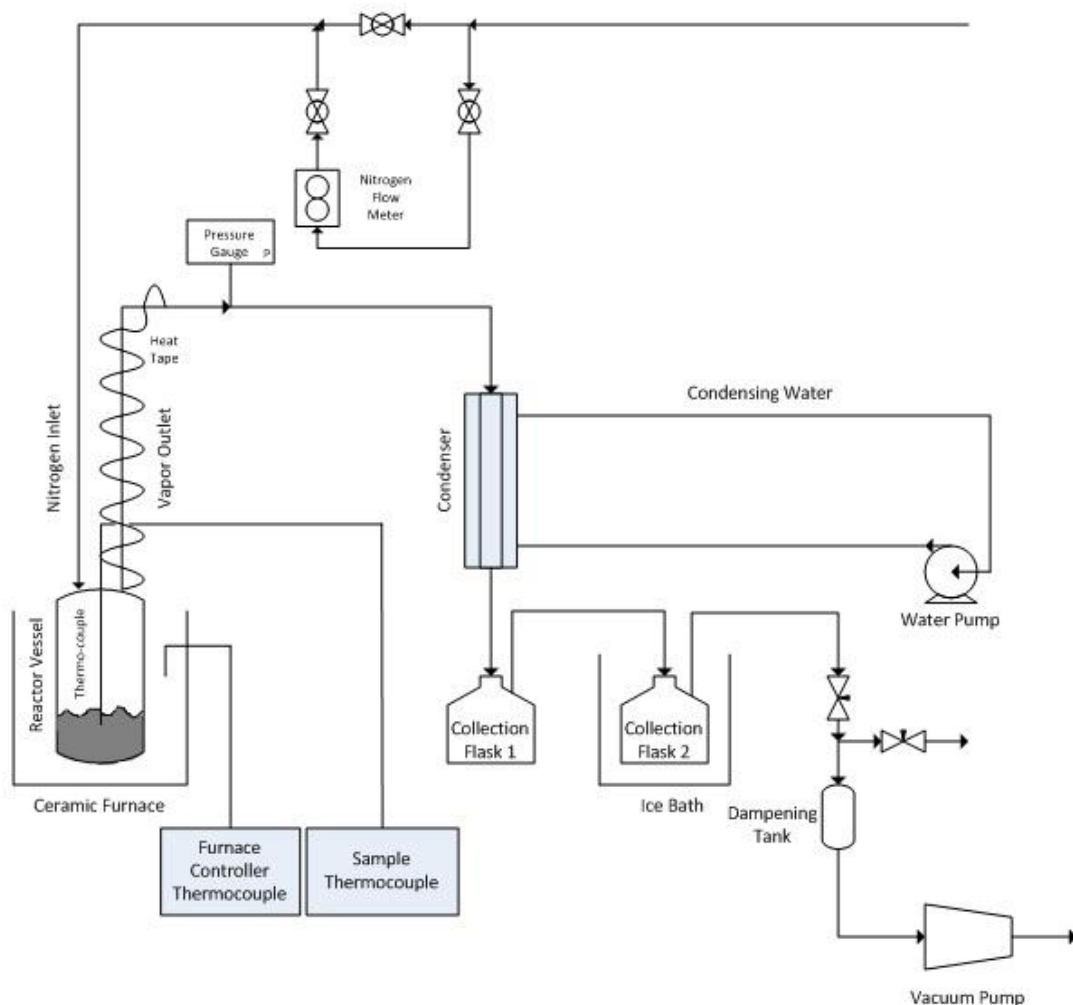 Nitrogen
Flow
Meter
Pressure
Gauge
P
Heat
Tape
Nitrogen Inlet
Vapor Outlet
Condenser
Condensing Water
Water Pump
Reactor Vessel
Thermo-couple
Collection
Flask 1
Collection
Flask 2
Ceramic Furnace
Ice Bath
Dampening
Tank
Furnace
Controller
Thermocouple
Sample
Thermocouple
Vacuum Pump